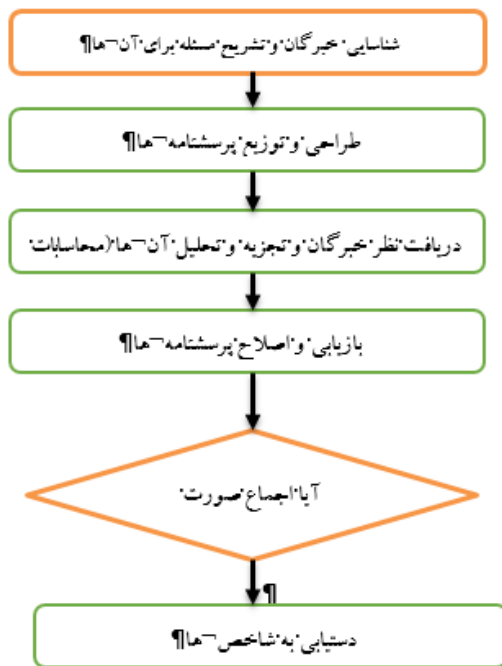 شناسایی خبرگان و تشریح مسئله برای آن¬ها¶
طراحی و توزیع پرسشنامه¬ها¶
دریافت نظر خبرگان و تجزیه و تحلیل آن¬ها (محاسابات
بازیابی و اصلاح پرسشنامه¬ها¶
آیا اجماع صورت
¶
دستیابی به شاخص¬ها¶